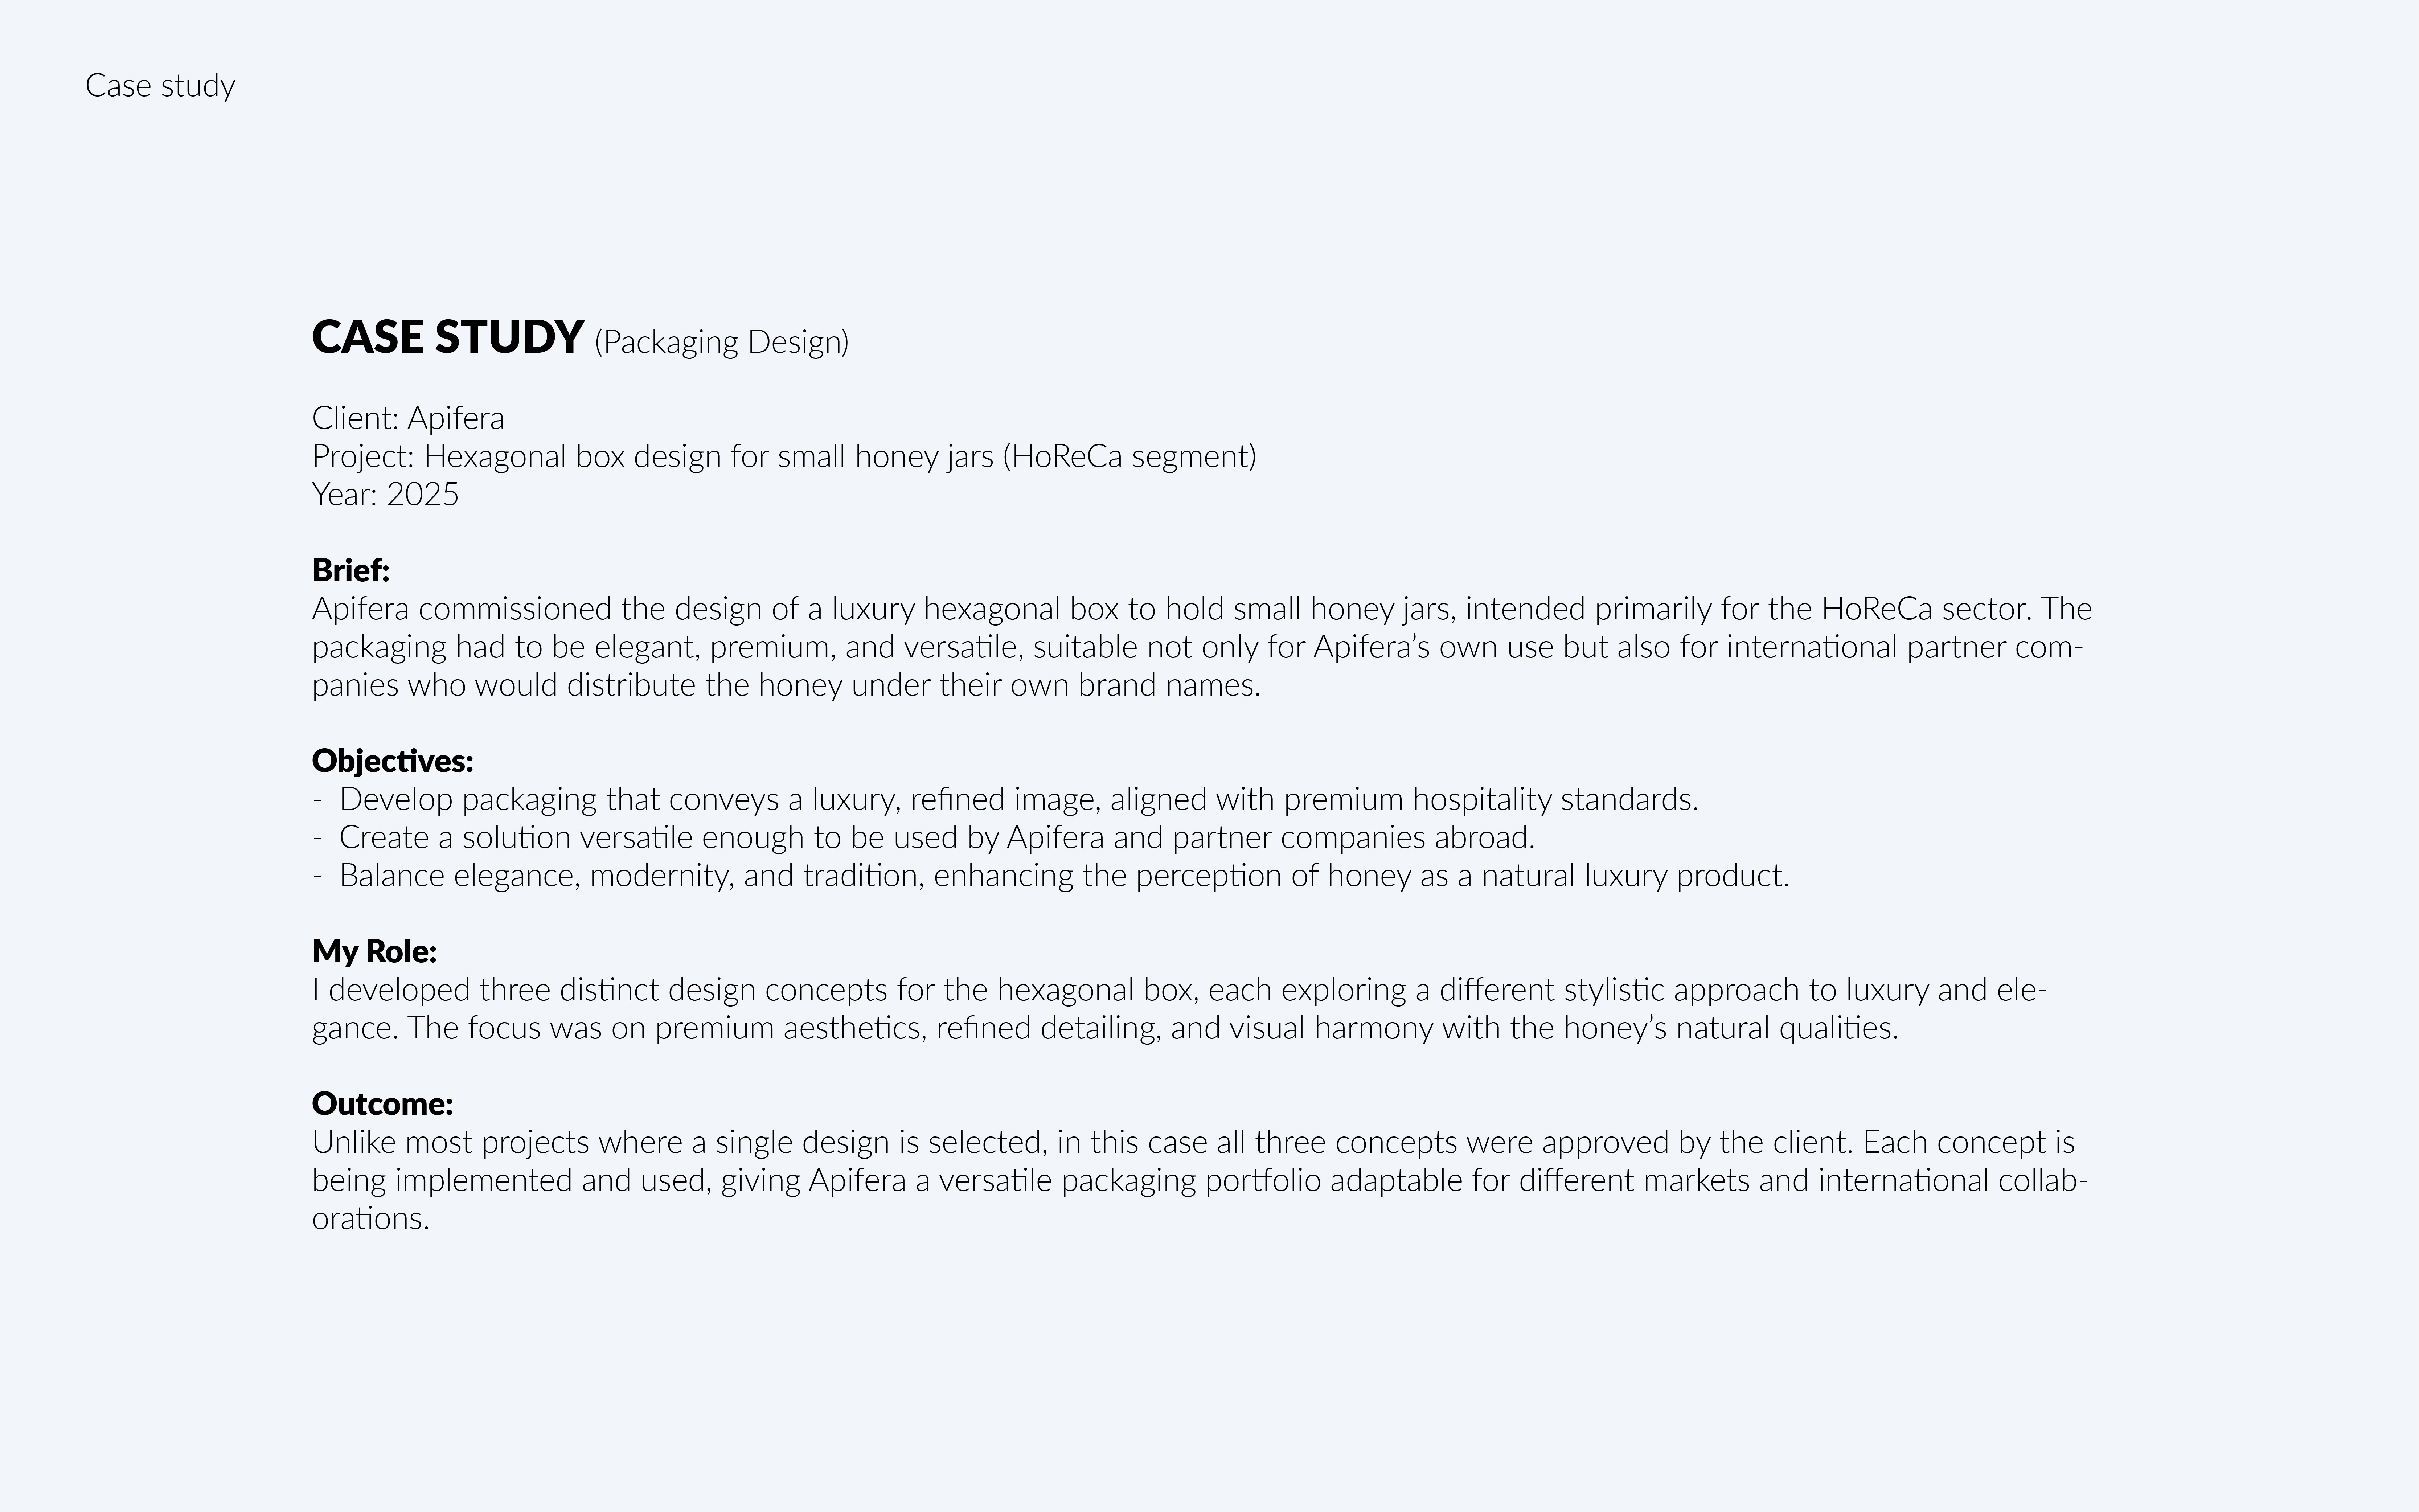 Case study
CASE STUDY (Packaging Design)
Client: Apifera
Project: Hexagonal box design for small honey jars (HoReCa segment)
Year: 2025
Brief:
Apifera commissioned the design of a luxury hexagonal box to hold small honey jars, intended primarily for the HoReCa sector. The
packaging had to be elegant, premium, and versatile, suitable not only for Apifera’s own use but also for international partner com-
panies who would distribute the honey under their own brand names.
Objectives:
- Develop packaging that conveys a luxury, refined image, aligned with premium hospitality standards.
- Create a solution versatile enough to be used by Apifera and partner companies abroad.
- Balance elegance, modernity, and tradition, enhancing the perception of honey as a natural luxury product.
My Role:
I developed three distinct design concepts for the hexagonal box, each exploring a different stylistic approach to luxury and ele-
gance. The focus was on premium aesthetics, refined detailing, and visual harmony with the honey’s natural qualities.
Outcome:
Unlike most projects where a single design is selected, in this case all three concepts were approved by the client. Each concept is
being implemented and used, giving Apifera a versatile packaging portfolio adaptable for different markets and international collab-
orations.